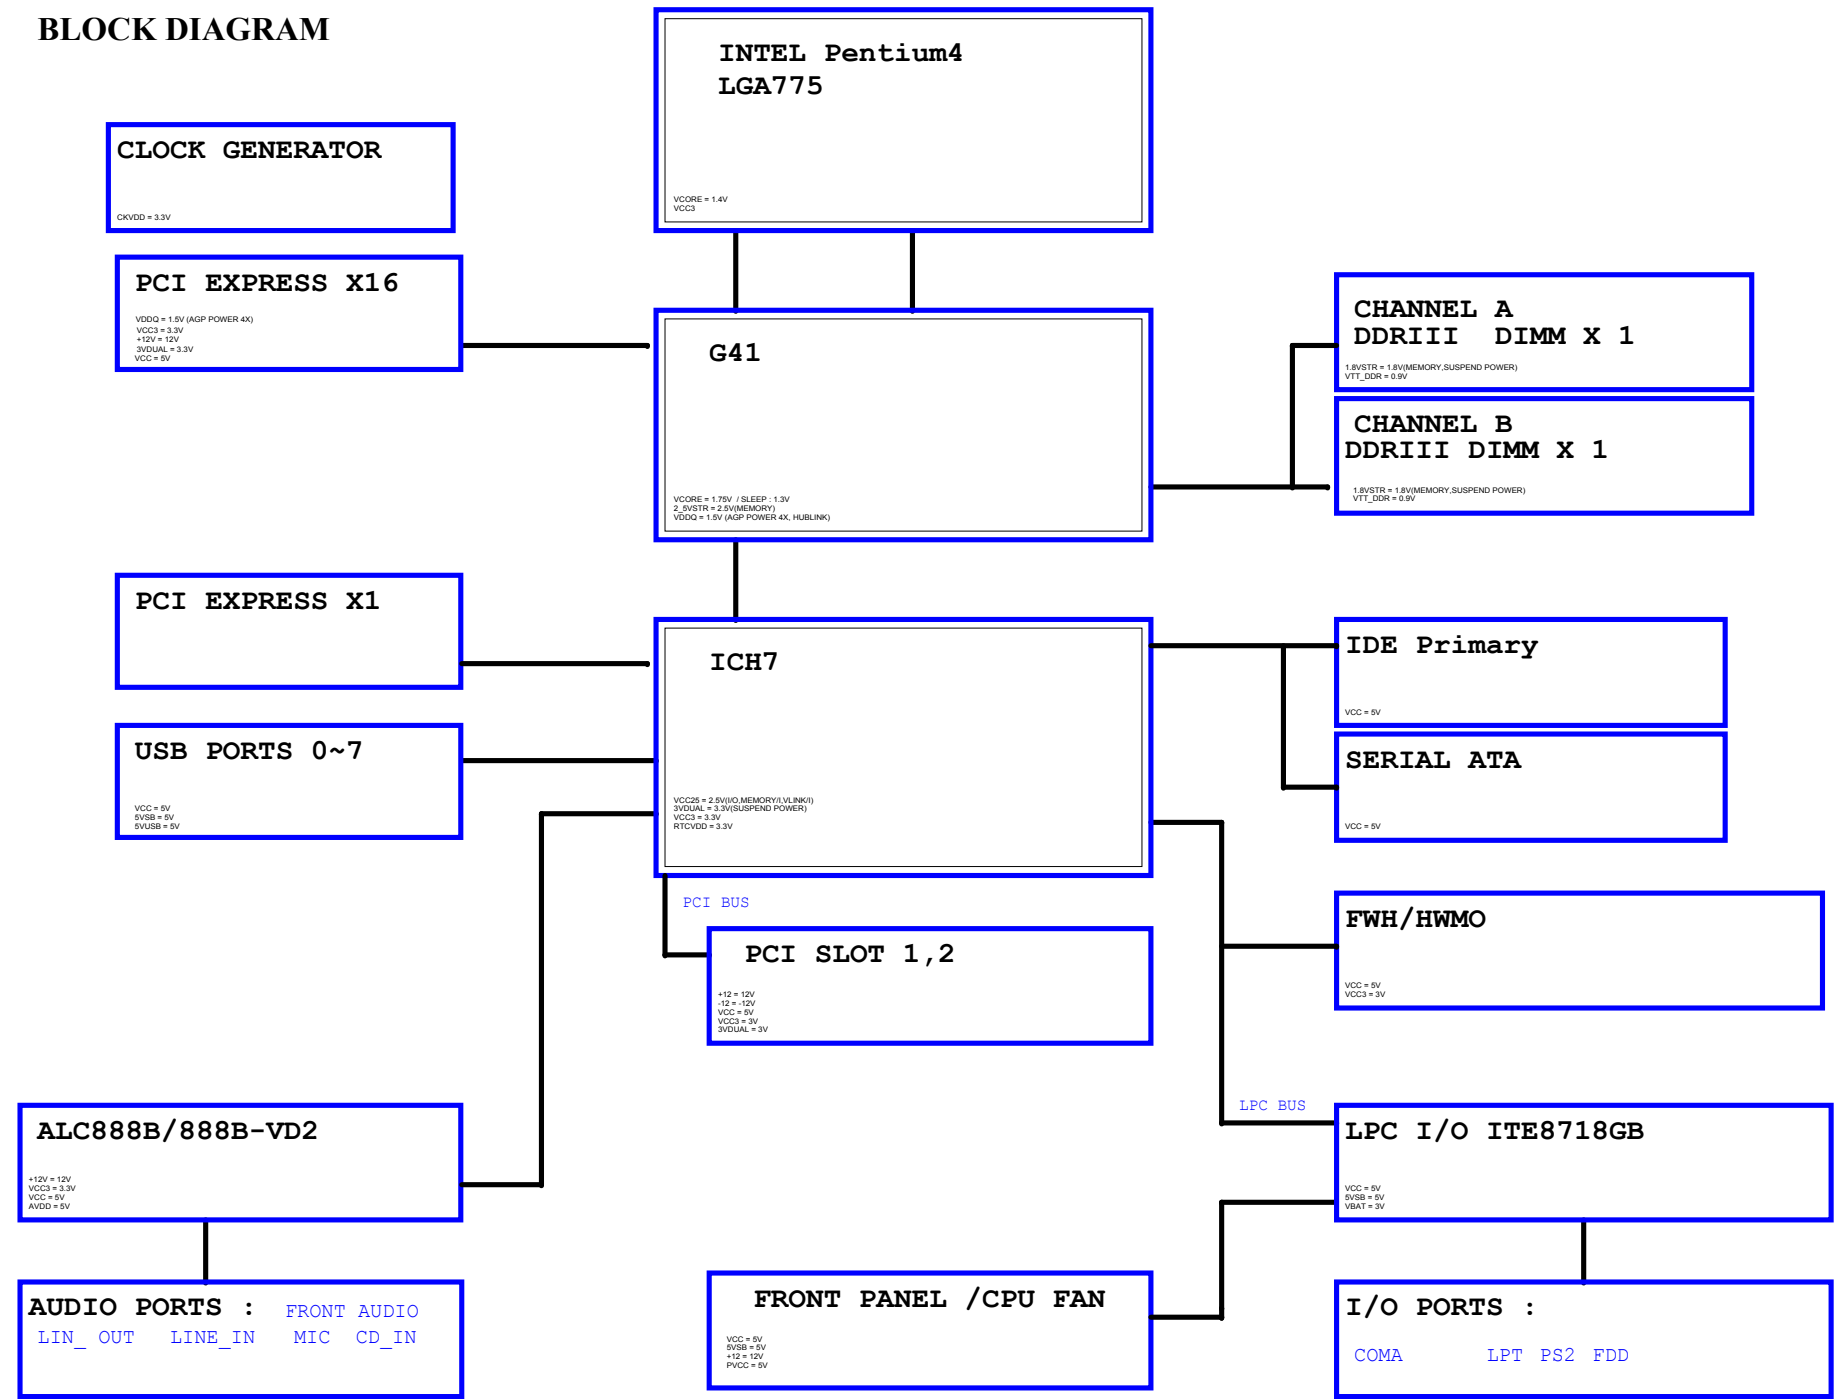 BLOCK DIAGRAM
INTEL Pentium4
LGA775
VCORE = 1.4V
VCC3
CLOCK GENERATOR
CKVDD = 3.3V
PCI EXPRESS X16
VDDQ = 1.5V (AGP POWER 4X)
VCC3 = 3.3V
+12V = 12V
3VDUAL = 3.3V
VCC = 5V
G41
VCORE = 1.75V / SLEEP : 1.3V
2_5VSTR = 2.5V(MEMORY)
VDDQ = 1.5V (AGP POWER 4X, HUBLINK)
CHANNEL A
DDRIII DIMM X 1
1.8VSTR = 1.8V(MEMORY,SUSPEND POWER)
VTT_DDR = 0.9V
CHANNEL B
DDRIII DIMM X 1
1.8VSTR = 1.8V(MEMORY,SUSPEND POWER)
VTT_DDR = 0.9V
PCI EXPRESS X1
ICH7
VCC25 = 2.5V(I/O,MEMORY/I,VLINK/I)
3VDUAL = 3.3V(SUSPEND POWER)
VCC3 = 3.3V
RTCVDD = 3.3V
IDE Primary
VCC = 5V
USB PORTS 0~7
VCC = 5V
5VSB = 5V
5VUSB = 5V
SERIAL ATA
VCC = 5V
PCI BUS
PCI SLOT 1,2
+12 = 12V
-12 = -12V
VCC = 5V
VCC3 = 3V
3VDUAL = 3V
FWH/HWMO
VCC = 5V
VCC3 = 3V
ALC888B/888B-VD2
+12V = 12V
VCC3 = 3.3V
VCC = 5V
AVDD = 5V
LPC BUS
LPC I/O ITE8718GB
VCC = 5V
5VSB = 5V
VBAT = 3V
AUDIO PORTS : FRONT AUDIO
LIN_ OUT LINE_IN MIC CD_IN
FRONT PANEL /CPU FAN
VCC = 5V
5VSB = 5V
+12 = 12V
PVCC = 5V
I/O PORTS :
COMA LPT PS2 FDD